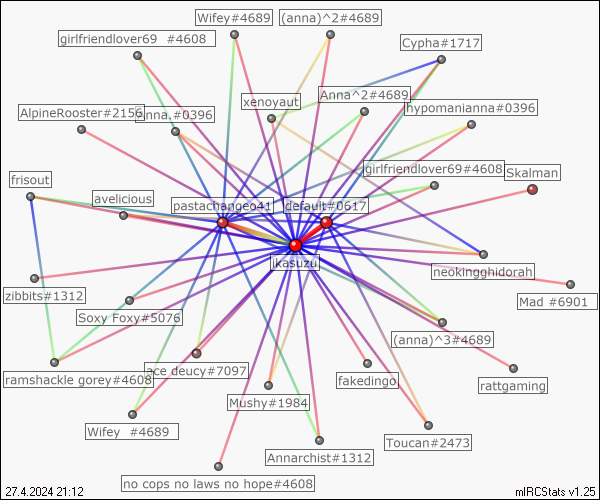 Wifey#4689
(anna)^2#4689
girlfriendlover69 #4608
Cypha#1717
xenoyaut
Anna^2#4689
AlpineRooster#2156
anna.#0396
hypomanianna#0396
girlfriendlover69#4608
Skalman
frisout
avelicious
pastachange041
default#0617
ikasuzu
neokingghidorah
zibbits#1312
Mad #6901
Soxy Foxy#5076
(anna)^3#4689
ramshackle gorey#4608
ace deucy#7097
fakedingo
rattgaming
Mushy#1984
Wifey #4689
Toucan#2473
Annarchist#1312
no cops no laws no hope#4608
27.4.2024 21:12
mIRCStats v1.25